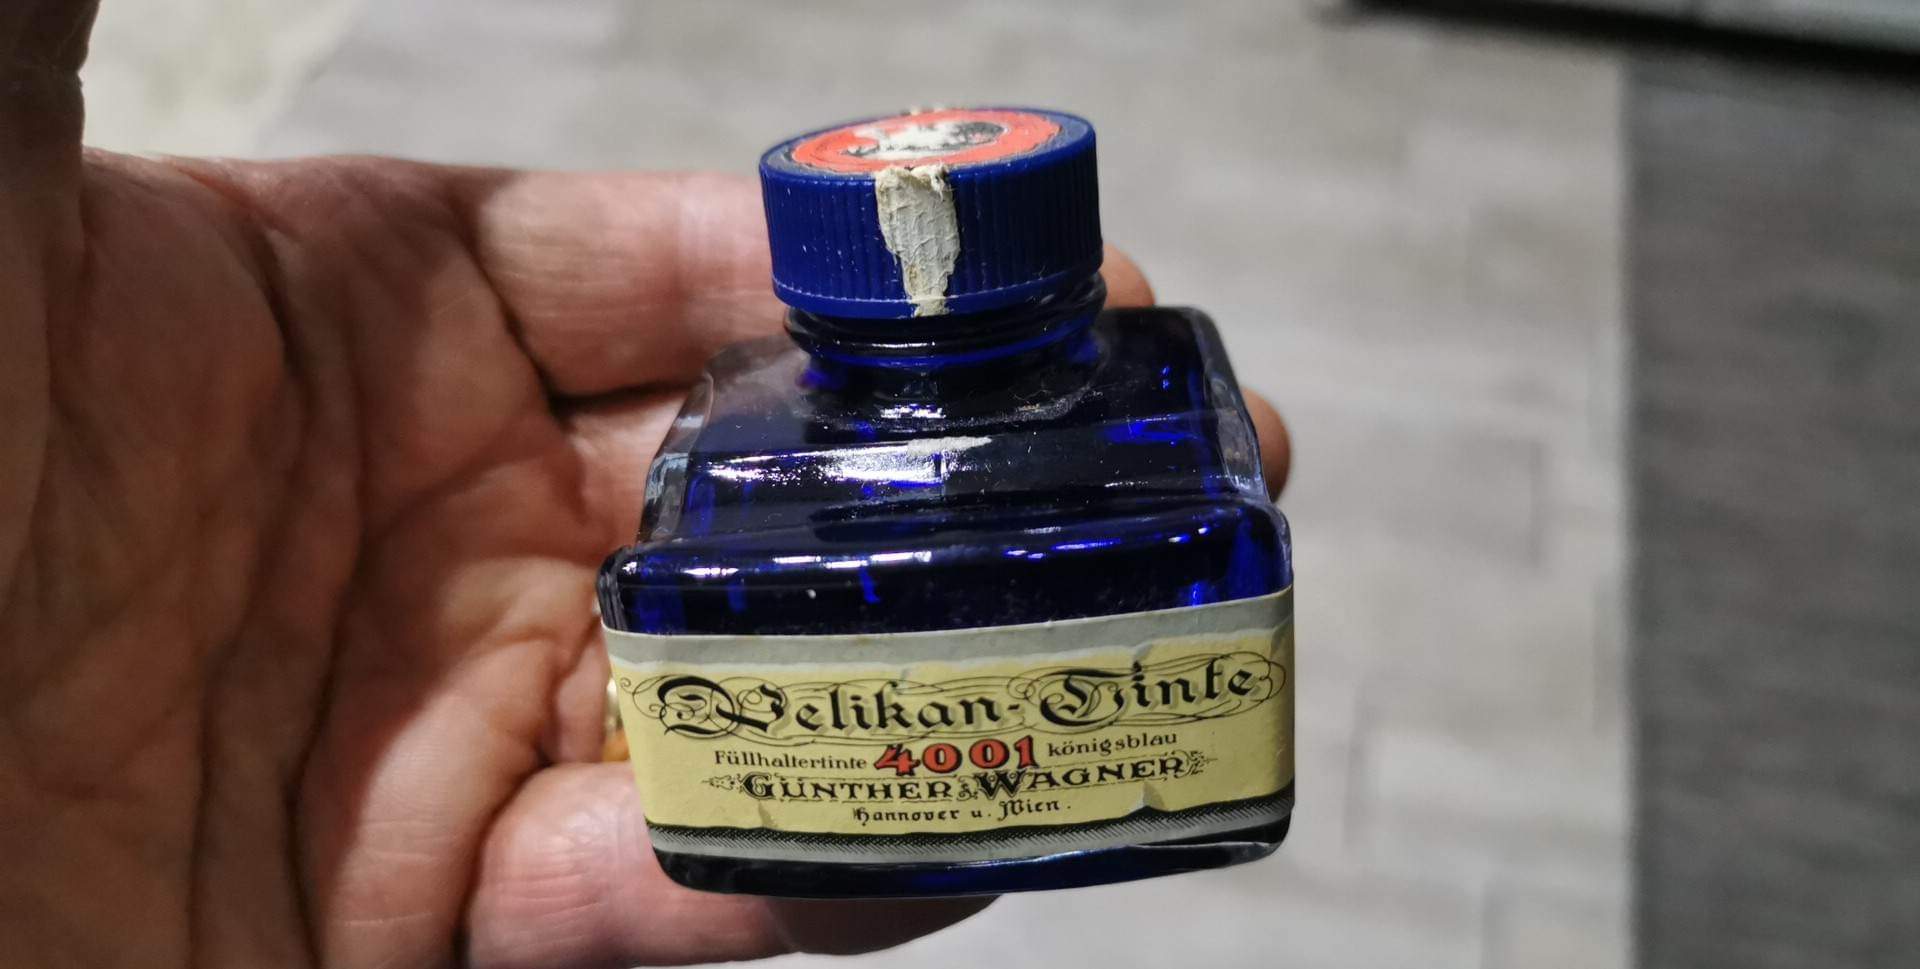 Pelikan-Tinte
Füllhaltertinte 4001 königsblau
GÜNTHER WAGNER
Hannover u. Wien.